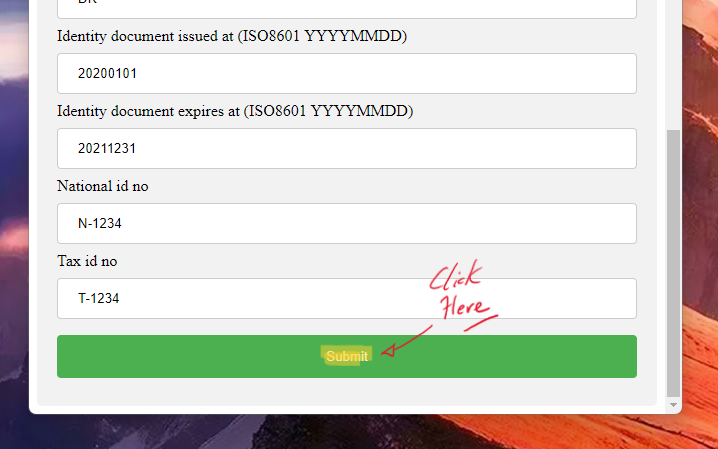 Identity document issued at (ISO8601 YYYYMMDD)
20200101
Identity document expires at (ISO8601 YYYYMMDD)
20211231
National id no
N-1234
Tax id no
T-1234
Click
Here
Submit